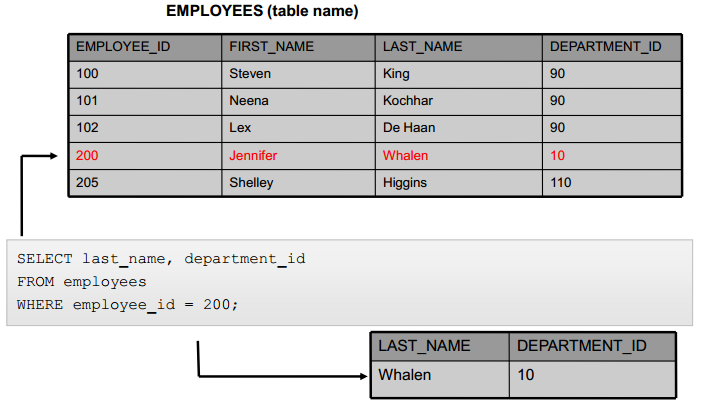 EMPLOYEES (table name)
EMPLOYEE_ID FIRST_NAME LAST_NAME DEPARTMENT_ID
100 Steven King 90
101 Neena Kochhar 90
102 Lex De Haan 90
200 Jennifer Whalen 10
205 Shelley Higgins 110
SELECT last_name, department_id
FROM employees
WHERE employee_id = 200;
LAST_NAME DEPARTMENT_ID
Whalen 10